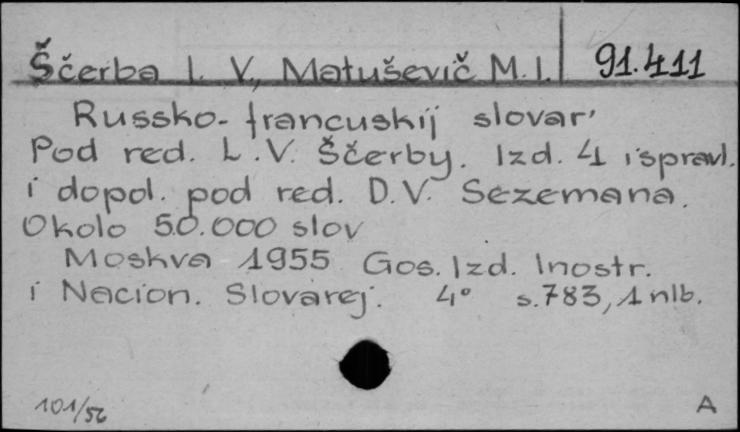 Ščerba L. V., Matuševič M. I. 91.411
Russko-francuskij slovar'
Pod red. L.V. Ščerby. Izd. 4 ispravl.
i dopol. pod red. D.V. Sezemana.
Okolo 50.000 slov
Moskva 1955 Gos. Izd. Inostr.
i Nacion. Slovarej. 4° s.783, 1 nlb.
101/56 A